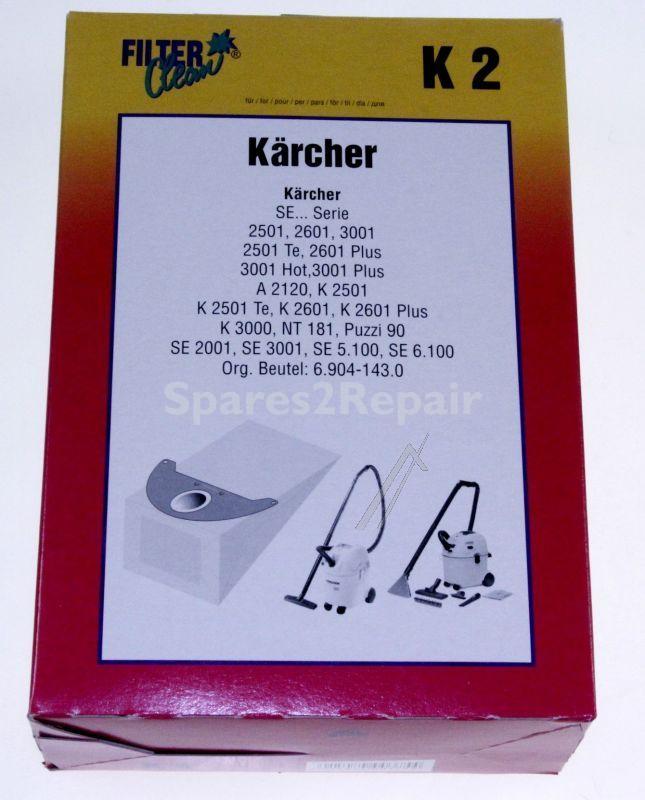 FILTER
Clean®
K 2
für / for / pour / per / para / för / til / dla / для
Kärcher
Kärcher
SE... Serie
2501, 2601, 3001
2501 Te, 2601 Plus
3001 Hot,3001 Plus
A 2120, K 2501
K 2501 Te, K 2601, K 2601 Plus
K 3000, NT 181, Puzzi 90
SE 2001, SE 3001, SE 5.100, SE 6.100
Org. Beutel: 6.904-143.0
Spares2Repair